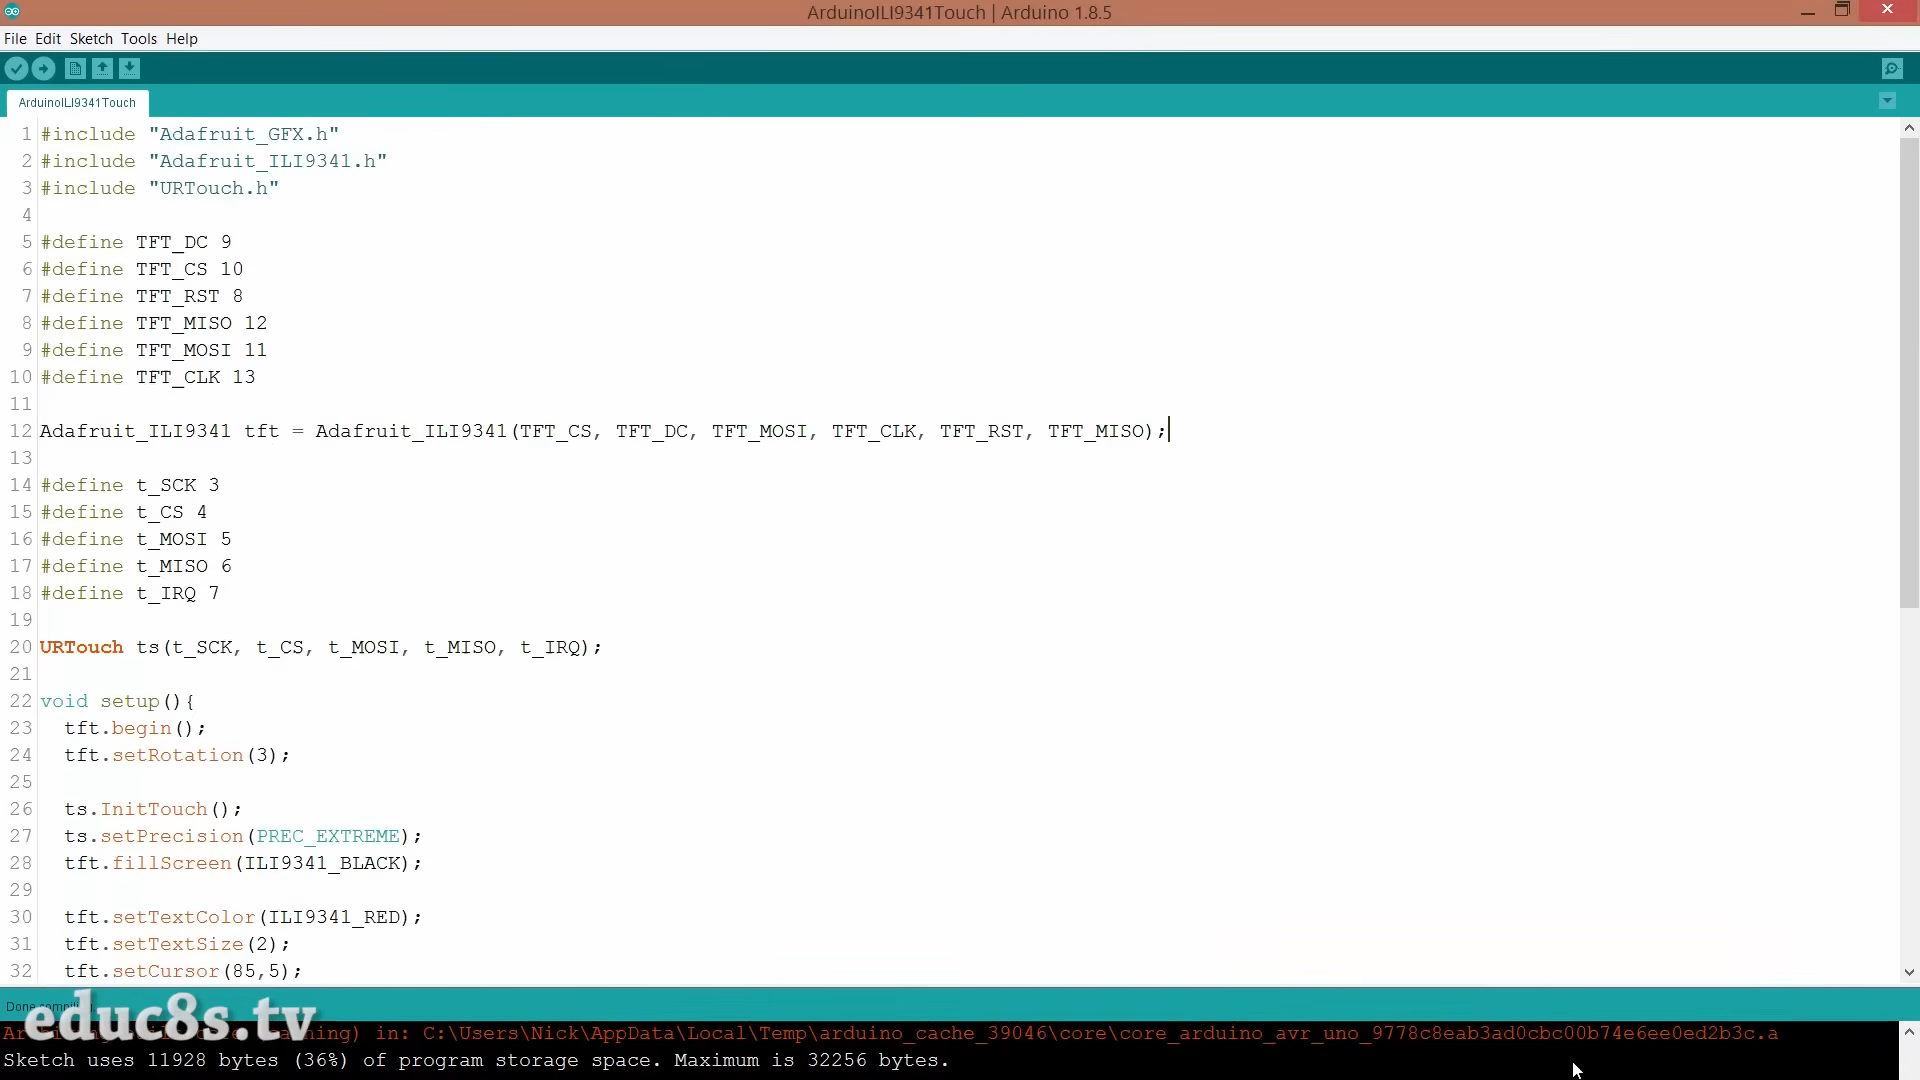 ArduinoILI9341Touch | Arduino 1.8.5
File Edit Sketch Tools Help
ArduinoILI9341Touch
1 #include "Adafruit_GFX.h"
2 #include "Adafruit_ILI9341.h"
3 #include "URTouch.h"
4
5 #define TFT_DC 9
6 #define TFT_CS 10
7 #define TFT_RST 8
8 #define TFT_MISO 12
9 #define TFT_MOSI 11
10 #define TFT_CLK 13
11
12 Adafruit_ILI9341 tft = Adafruit_ILI9341(TFT_CS, TFT_DC, TFT_MOSI, TFT_CLK, TFT_RST, TFT_MISO);
13
14 #define t_SCK 3
15 #define t_CS 4
16 #define t_MOSI 5
17 #define t_MISO 6
18 #define t_IRQ 7
19
20 URTouch ts(t_SCK, t_CS, t_MOSI, t_MISO, t_IRQ);
21
22 void setup(){
23 tft.begin();
24 tft.setRotation(3);
25
26 ts.InitTouch();
27 ts.setPrecision(PREC_EXTREME);
28 tft.fillScreen(ILI9341_BLACK);
29
30 tft.setTextColor(ILI9341_RED);
31 tft.setTextSize(2);
32 tft.setCursor(85,5);
Done
educ8s.tv
in: C:\Users\Nick\AppData\Local\Temp\arduino_cache_39046\core\core_arduino_avr_uno_9778c8eab3ad0cbc00b74e6ee0ed2b3c.a
Sketch uses 11928 bytes (36%) of program storage space. Maximum is 32256 bytes.